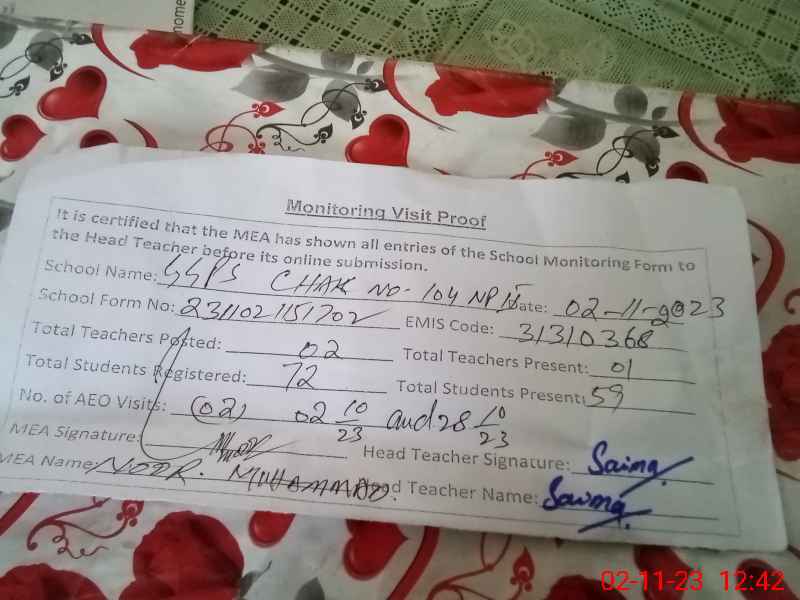 nome
Monitoring Visit Proof
It is certified that the MEA has shown all entries of the School Monitoring Form to
the Head Teacher before its online submission.
School Name: GGPS CHAK NO- 104 NP Date: 02-11-2023
School Form No: 2311021151702 EMIS Code: 31310368
Total Teachers Posted: 02 Total Teachers Present: 01
Total Students Registered: 72 Total Students Present: 59
No. of AEO Visits: (02) 02 10/23 and 28 10/23
MEA Signature: Head Teacher Signature: Saima
MEA Name: NOOR. MUHAMMAD. Head Teacher Name: Saima
02-11-23 12:42